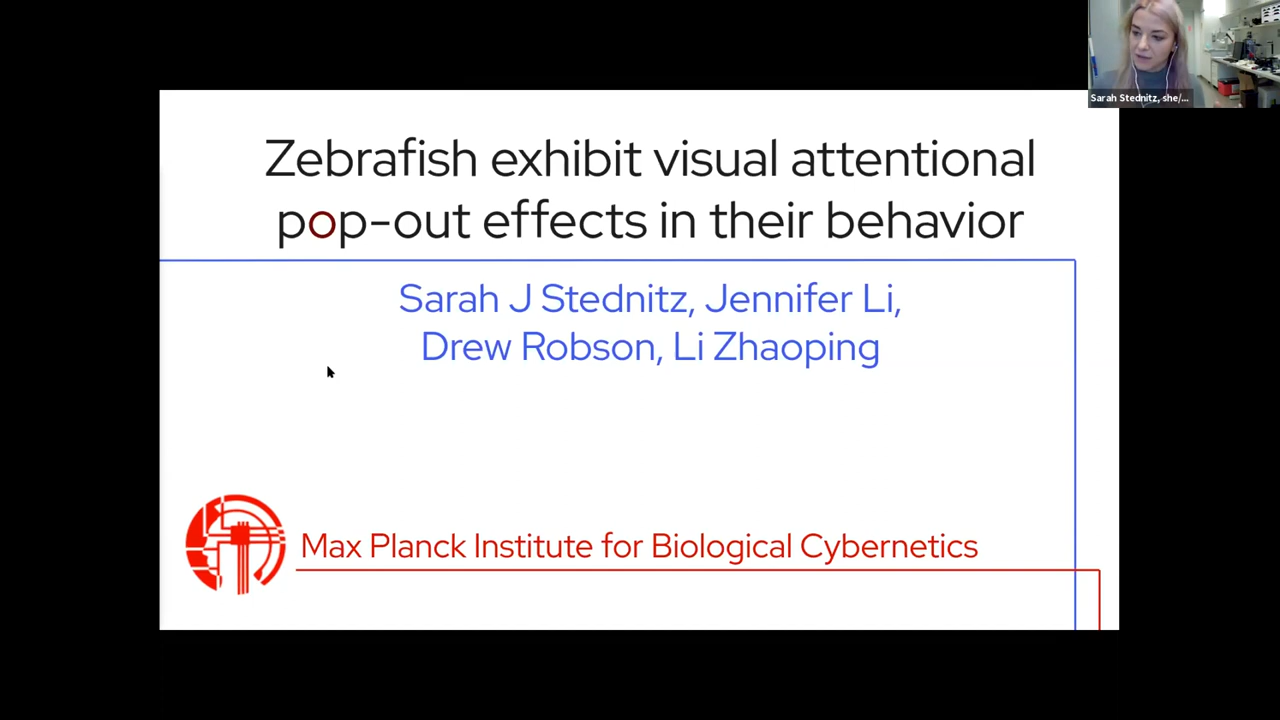 Sarah Stednitz, she/...
Zebrafish exhibit visual attentional
pop-out effects in their behavior
Sarah J Stednitz, Jennifer Li,
Drew Robson, Li Zhaoping
Max Planck Institute for Biological Cybernetics